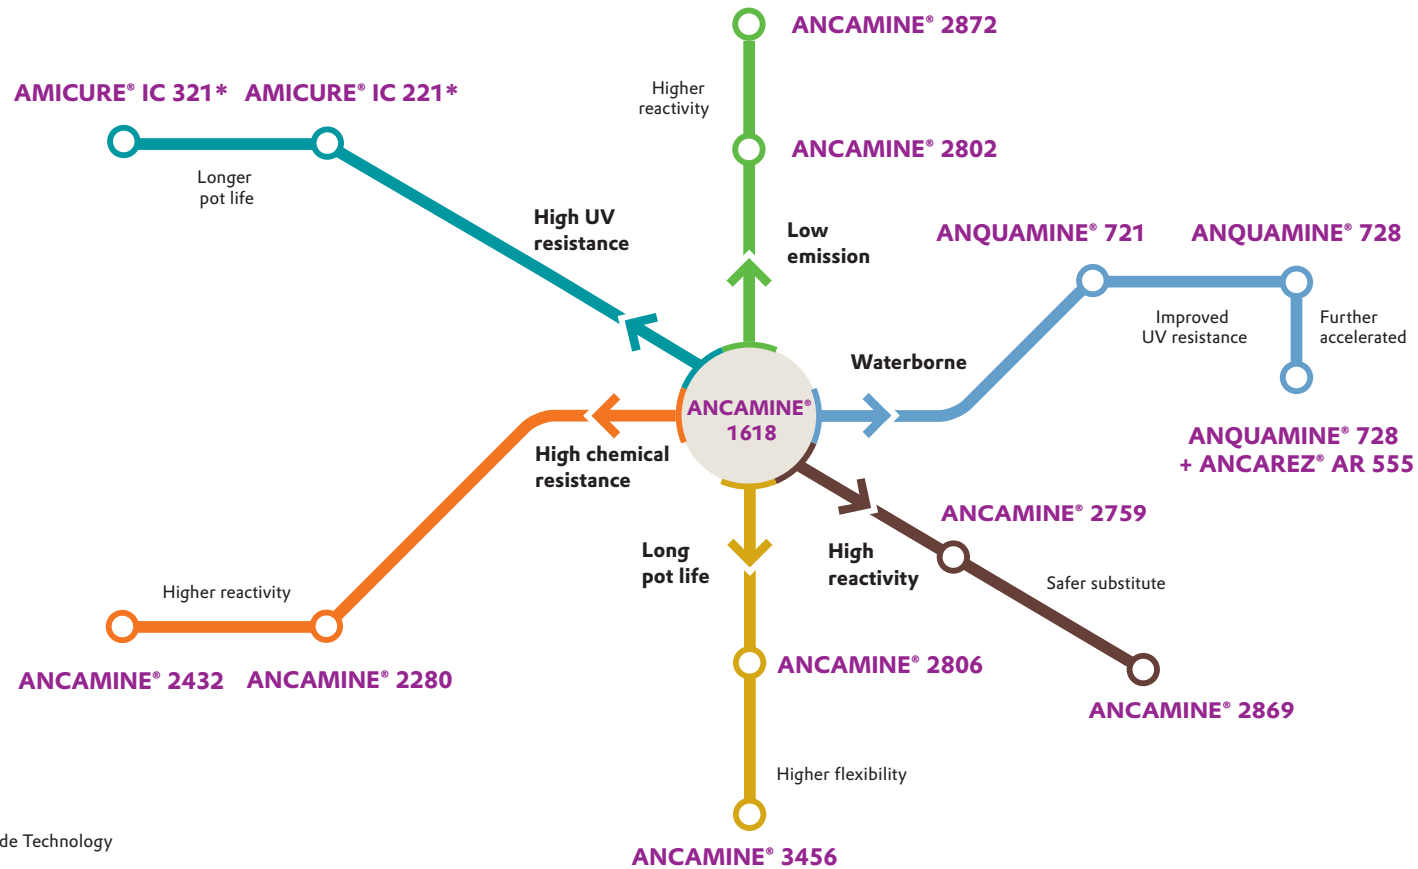 ANCAMINE® 2872
Higher
reactivity
ANCAMINE® 2802
AMICURE® IC 321* AMICURE® IC 221*
Longer
pot life
High UV
resistance
Low
emission
ANQUAMINE® 721
ANQUAMINE® 728
Improved
UV resistance
Further
accelerated
Waterborne
ANCAMINE®
1618
ANQUAMINE® 728
+ ANCAREZ® AR 555
High chemical
resistance
Higher reactivity
ANCAMINE® 2432
ANCAMINE® 2280
Long
pot life
High
reactivity
ANCAMINE® 2759
Safer substitute
ANCAMINE® 2869
ANCAMINE® 2806
Higher flexibility
ANCAMINE® 3456
de Technology